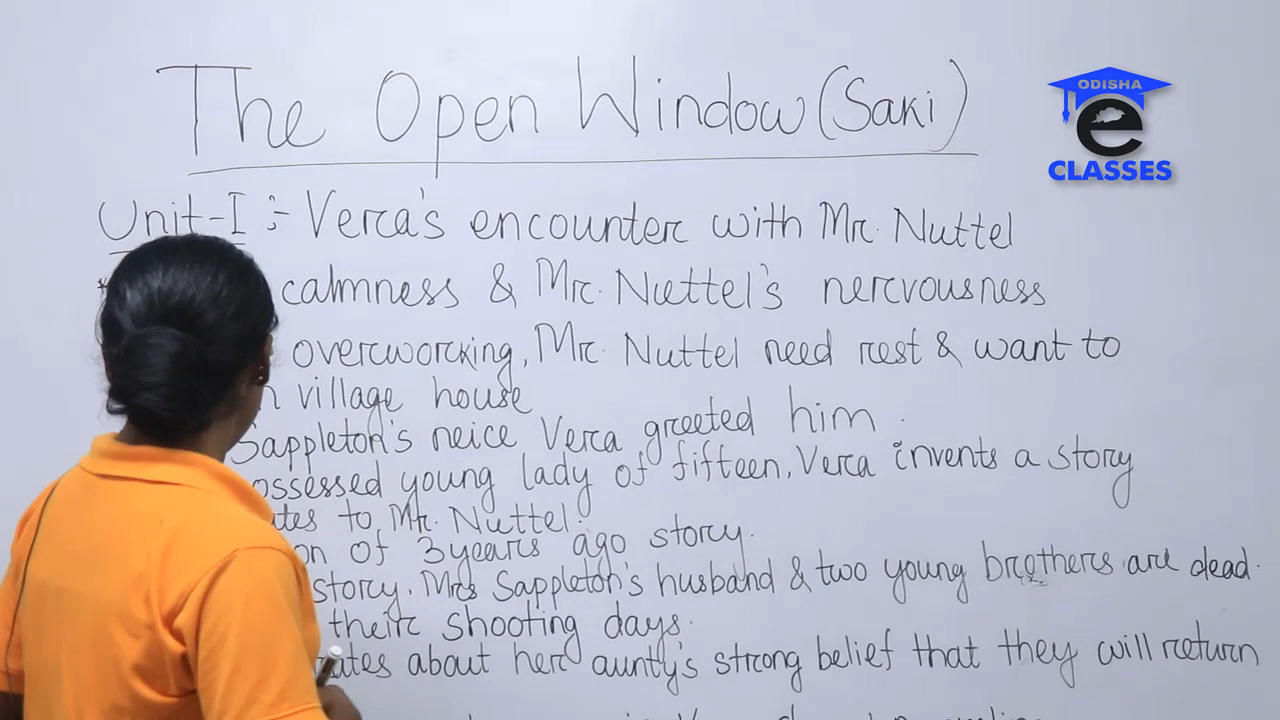 The Open Window (Saki)
ODISHA
e
CLASSES
Unit-I :- Vera's encounter with Mr. Nuttel
calmness & Mr. Nuttel's nervousness
overworking, Mr. Nuttel need rest & want to
village house
Sappleton's neice Vera greeted him.
young lady of fifteen, Vera invents a story
to Mr. Nuttel.
of 3 years ago story.
story, Mrs Sappleton's husband & two young brothers are dead.
their shooting days.
about her aunty's strong belief that they will return